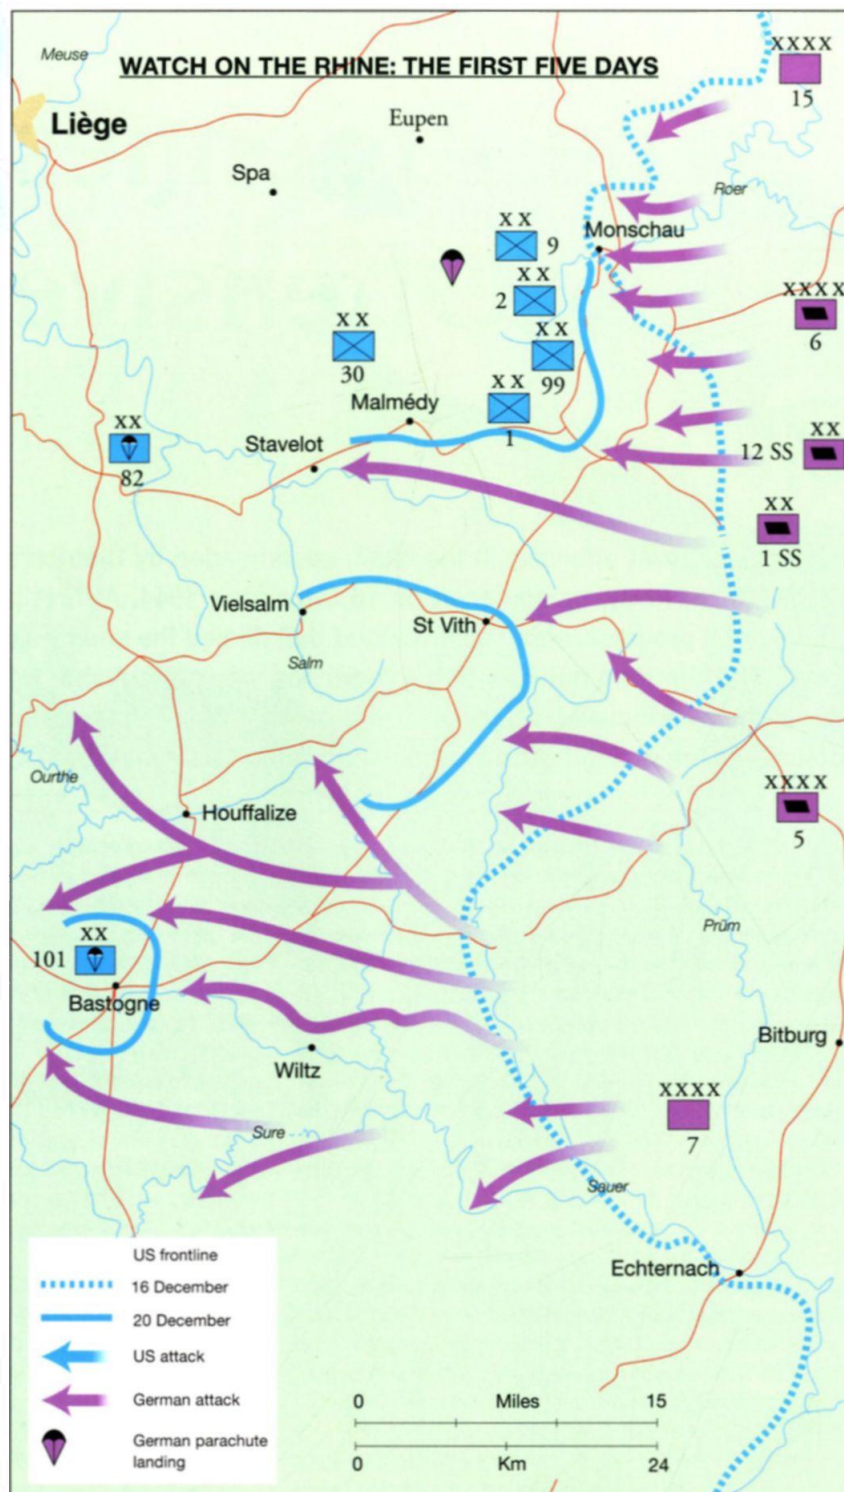 WATCH ON THE RHINE: THE FIRST FIVE DAYS
Meuse
XXXX
15
Liège
Eupen
Spa
Roer
XX
9
Monschau
XX
2
XXXX
6
XX
30
XX
99
Malmédy
XX
1
XX
82
Stavelot
12 SS
XX
XX
1 SS
Vielsalm
St Vith
Salm
Ourthe
Houffalize
XXXX
5
Prüm
XX
101
Bastogne
Bitburg
Wiltz
XXXX
7
Sure
Sauer
Echternach
US frontline
16 December
20 December
US attack
German attack
German parachute
landing
0 Miles 15
0 Km 24